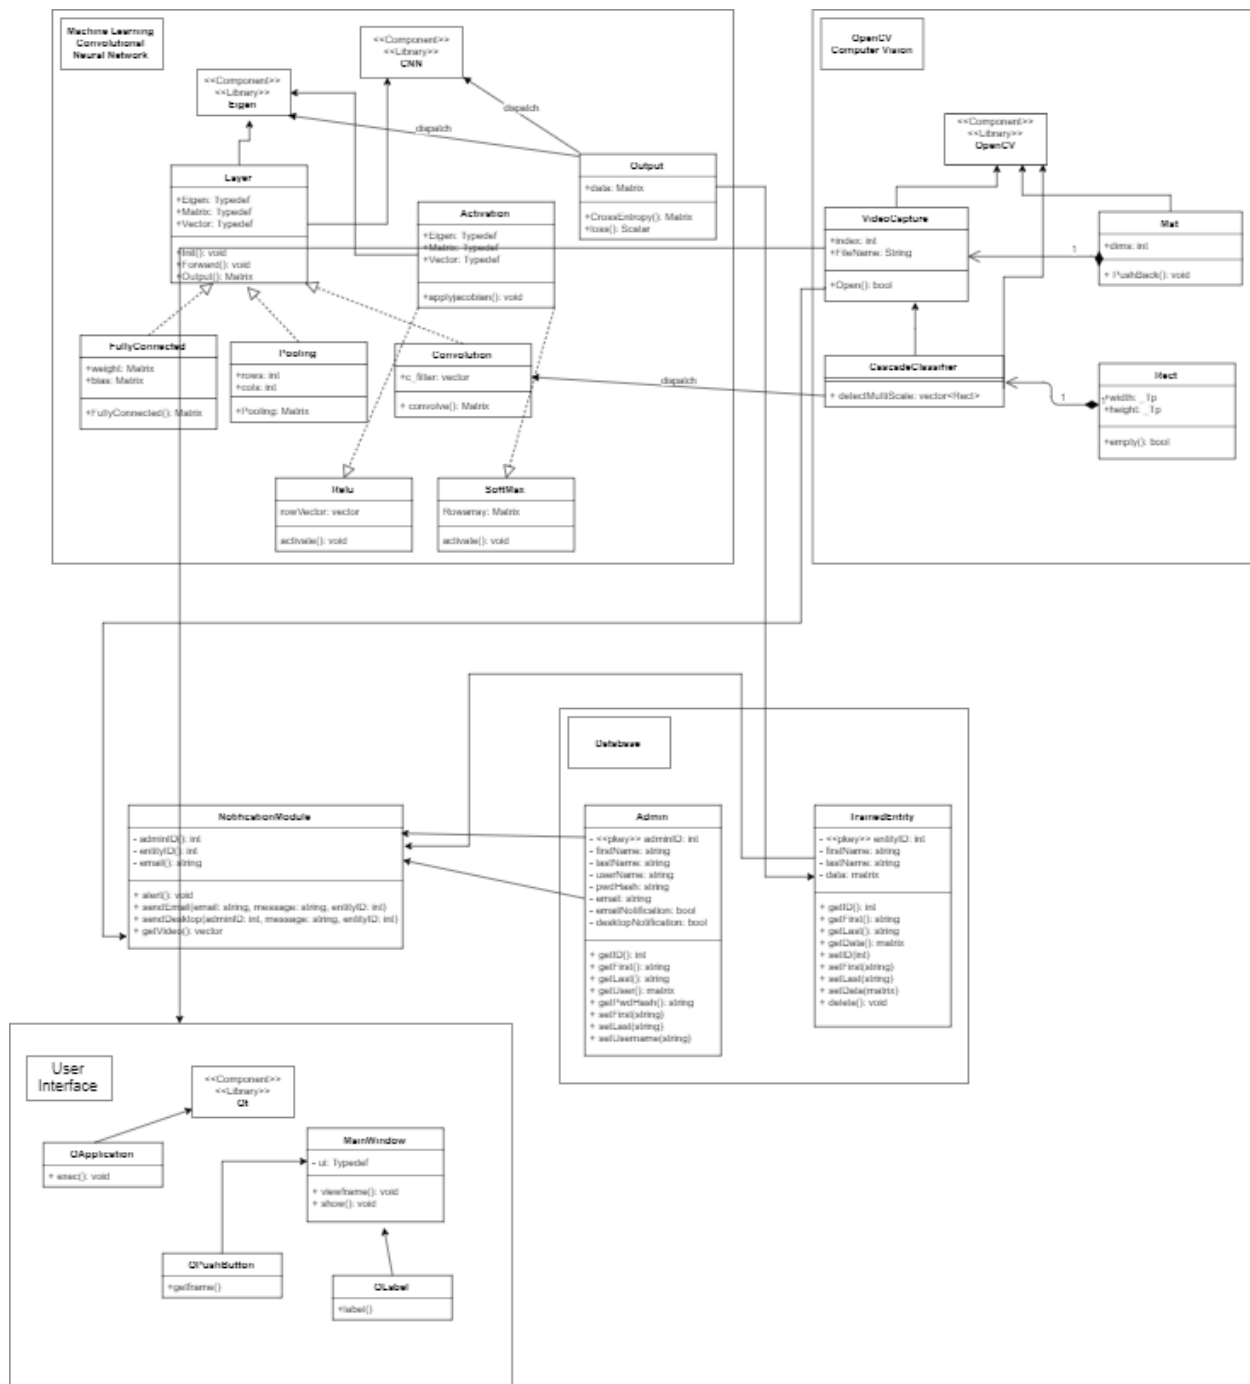 Machine Learning
Convolutional
Neural Network
<<Component>>
<<Library>>
CNN
<<Component>>
<<Library>>
Eigen
dispatch
dispatch
Layer
+Eigen: Typedef
+Matrix: Typedef
+Vector: Typedef
+Init(): void
+Forward(): void
+Output(): Matrix
Activation
+Eigen: Typedef
+Matrix: Typedef
+Vector: Typedef
+applyjacobian(): void
Output
+data: Matrix
+CrossEntropy(): Matrix
+loss(): Scalar
FullyConnected
+weight: Matrix
+bias: Matrix
+FullyConnected(): Matrix
Pooling
+rows: int
+cols: int
+Pooling: Matrix
Convolution
+c_filter: vector
+ convolve(): Matrix
Relu
rowVector: vector
activate(): void
SoftMax
Rowarray: Matrix
activate(): void
OpenCV
Computer Vision
<<Component>>
<<Library>>
OpenCV
VideoCapture
+index: int
+FileName: String
+Open(): bool
Mat
+dims: int
+ PushBack(): void
1
CascadeClassifier
+ detectMultiScale: vector<Rect>
dispatch
Rect
+width: _Tp
+height: _Tp
+empty(): bool
1
1
Database
NotificationModule
- adminID(): int
- entityID(): int
- email(): string
+ alert(): void
+ sendEmail(email: string, message: string, entityID: int)
+ sendDesktop(adminID: int, message: string, entityID: int)
+ getVideo(): vector
Admin
- <<pkey>> adminID: int
- firstName: string
- lastName: string
- userName: string
- pwdHash: string
- email: string
- emailNotification: bool
- desktopNotification: bool
+ getID(): int
+ getFirst(): string
+ getLast(): string
+ getUser(): matrix
+ getPwdHash(): string
+ setFirst(string)
+ setLast(string)
+ setUsername(string)
TrainedEntity
- <<pkey>> entityID: int
- firstName: string
- lastName: string
- data: matrix
+ getID(): int
+ getFirst(): string
+ getLast(): string
+ getData(): matrix
+ setID(int)
+ setFirst(string)
+ setLast(string)
+ setData(matrix)
+ delete(): void
User
Interface
<<Component>>
<<Library>>
Qt
QApplication
+ exec(): void
MainWindow
- ui: Typedef
+ viewframe(): void
+ show(): void
QPushButton
+getframe()
QLabel
+label()